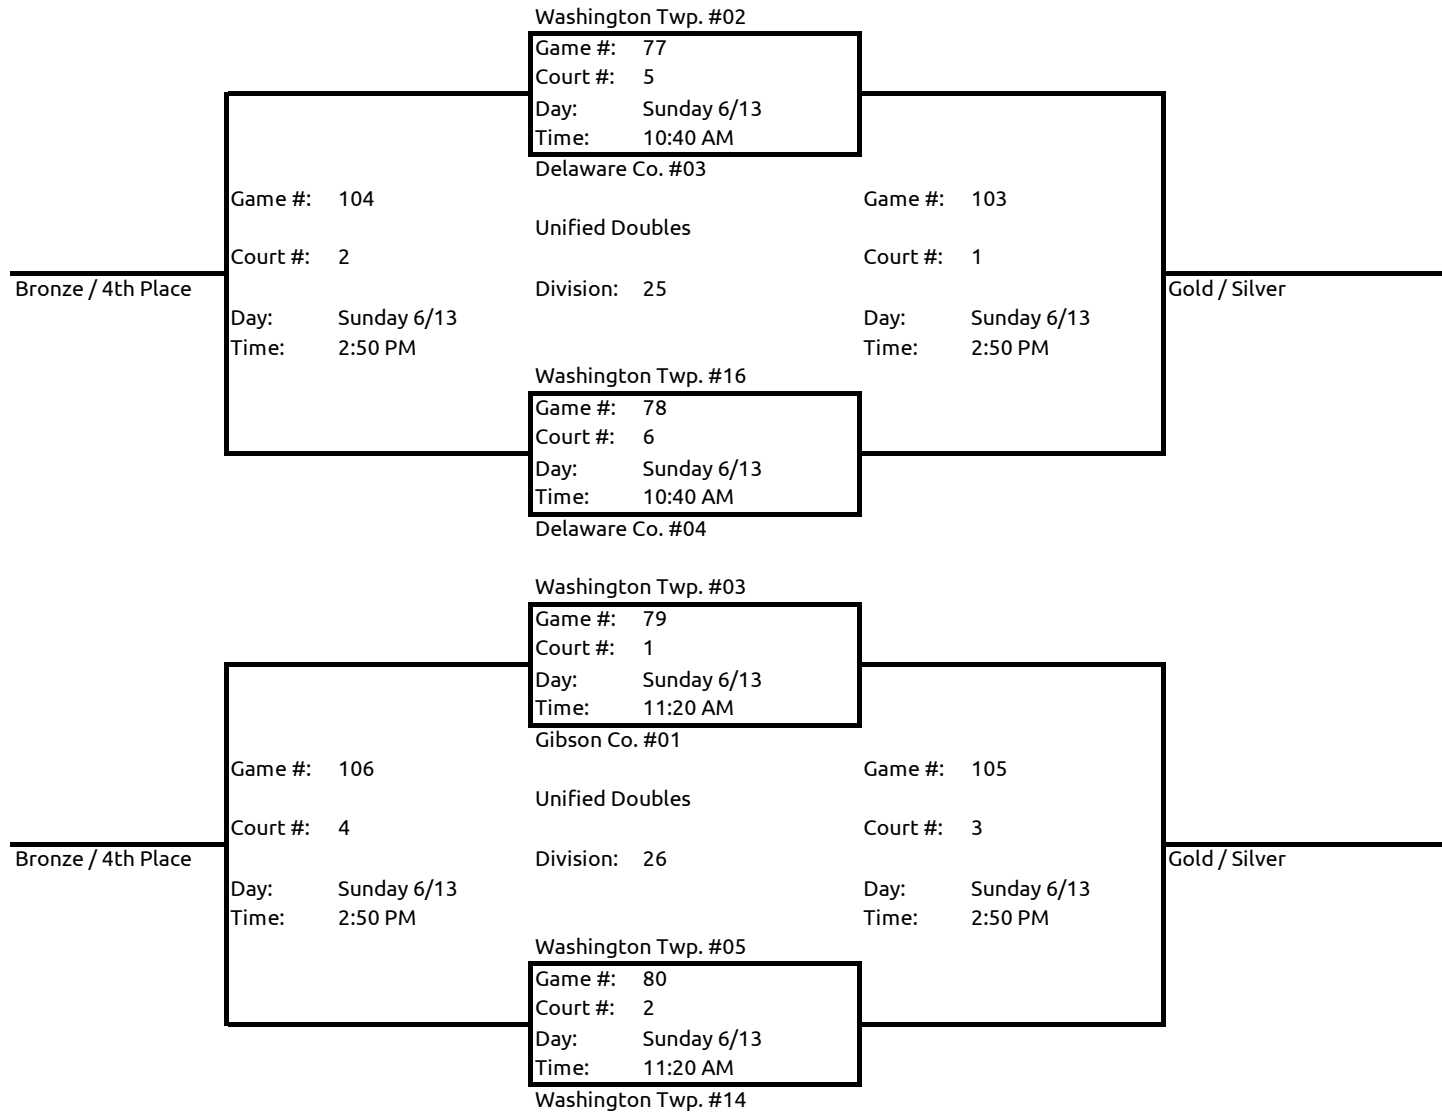 Washington Twp. #02
Game #: 77
Court #: 5
Day: Sunday 6/13
Time: 10:40 AM
Delaware Co. #03
Game #: 104
Game #: 103
Unified Doubles
Court #: 2
Court #: 1
Bronze / 4th Place
Division: 25
Gold / Silver
Day: Sunday 6/13
Day: Sunday 6/13
Time: 2:50 PM
Time: 2:50 PM
Washington Twp. #16
Game #: 78
Court #: 6
Day: Sunday 6/13
Time: 10:40 AM
Delaware Co. #04
Washington Twp. #03
Game #: 79
Court #: 1
Day: Sunday 6/13
Time: 11:20 AM
Gibson Co. #01
Game #: 106
Game #: 105
Unified Doubles
Court #: 4
Court #: 3
Bronze / 4th Place
Division: 26
Gold / Silver
Day: Sunday 6/13
Day: Sunday 6/13
Time: 2:50 PM
Time: 2:50 PM
Washington Twp. #05
Game #: 80
Court #: 2
Day: Sunday 6/13
Time: 11:20 AM
Washington Twp. #14